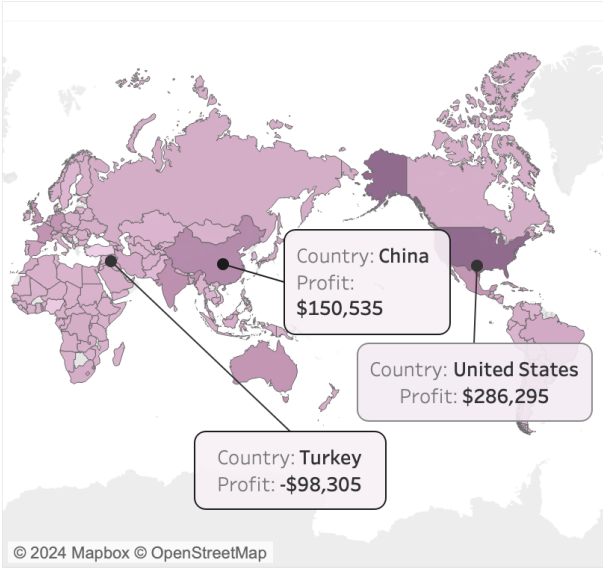 Country: China
Profit:
$150,535
Country: United States
Profit: $286,295
Country: Turkey
Profit: -$98,305
© 2024 Mapbox © OpenStreetMap